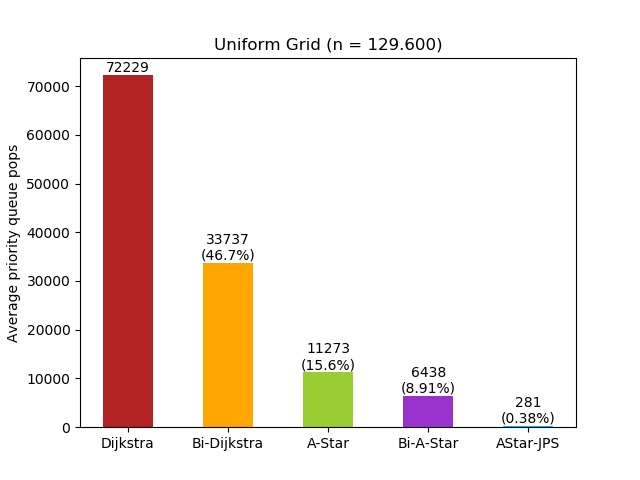 Uniform Grid (n = 129.600)
Average priority queue pops
70000
60000
50000
40000
30000
20000
10000
0
72229
33737
(46.7%)
11273
(15.6%)
6438
(8.91%)
281
(0.38%)
Dijkstra
Bi-Dijkstra
A-Star
Bi-A-Star
AStar-JPS